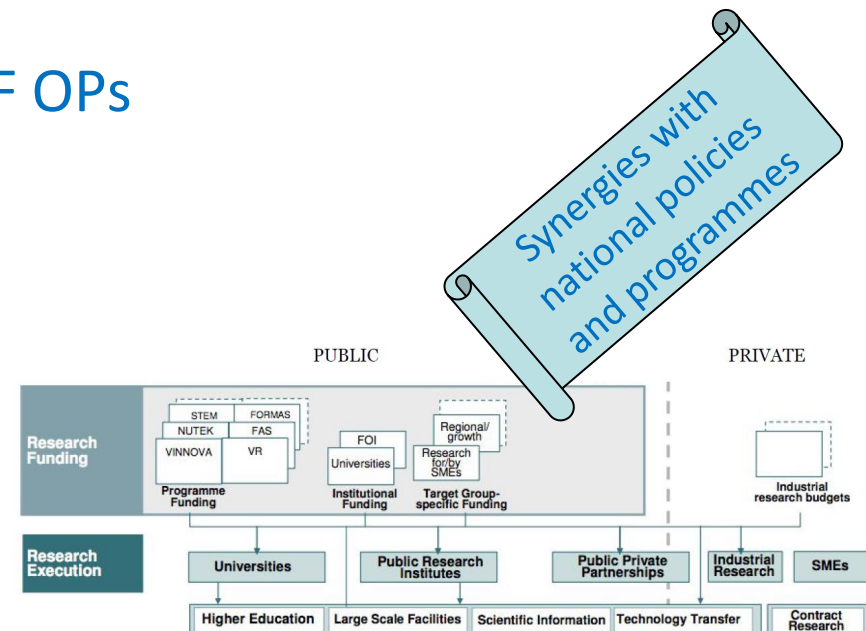 F OPs
Synergies with
national policies
and programmes
PUBLIC
PRIVATE
Research
Funding
STEM
FORMAS
NUTEK
FAS
VINNOVA
VR
Programme
Funding
FOI
Universities
Institutional
Funding
Regional/
growth
Research
for/by
SMEs
Target Group-
specific Funding
Industrial
research budgets
Research
Execution
Universities
Public Research
Institutes
Public Private
Partnerships
Industrial
Research
SMEs
Higher Education
Large Scale Facilities
Scientific Information
Technology Transfer
Contract
Research